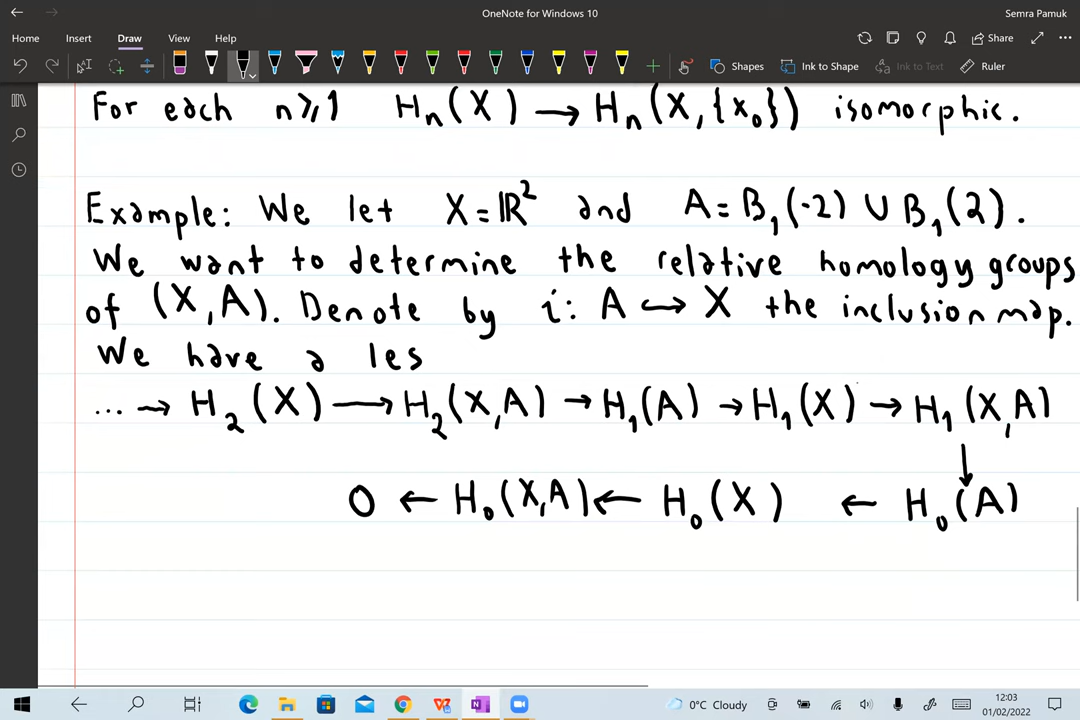 OneNote for Windows 10
Semra Pamuk
Home Insert Draw View Help
Share
Shapes Ink to Shape Ink to Text Ruler
For each n⩾1 Hₙ(X) → Hₙ(X,{x₀}) isomorphic.
Example: We let X = ℝ² and A = B₁(-2) ∪ B₁(2).
We want to determine the relative homology groups
of (X,A). Denote by i: A ↪ X the inclusion map.
We have a les
... → H₂(X) → H₂(X,A) → H₁(A) → H₁(X) → H₁(X,A)
↓
0 ← H₀(X,A) ← H₀(X) ← H₀(A)
0°C Cloudy
12:03
01/02/2022